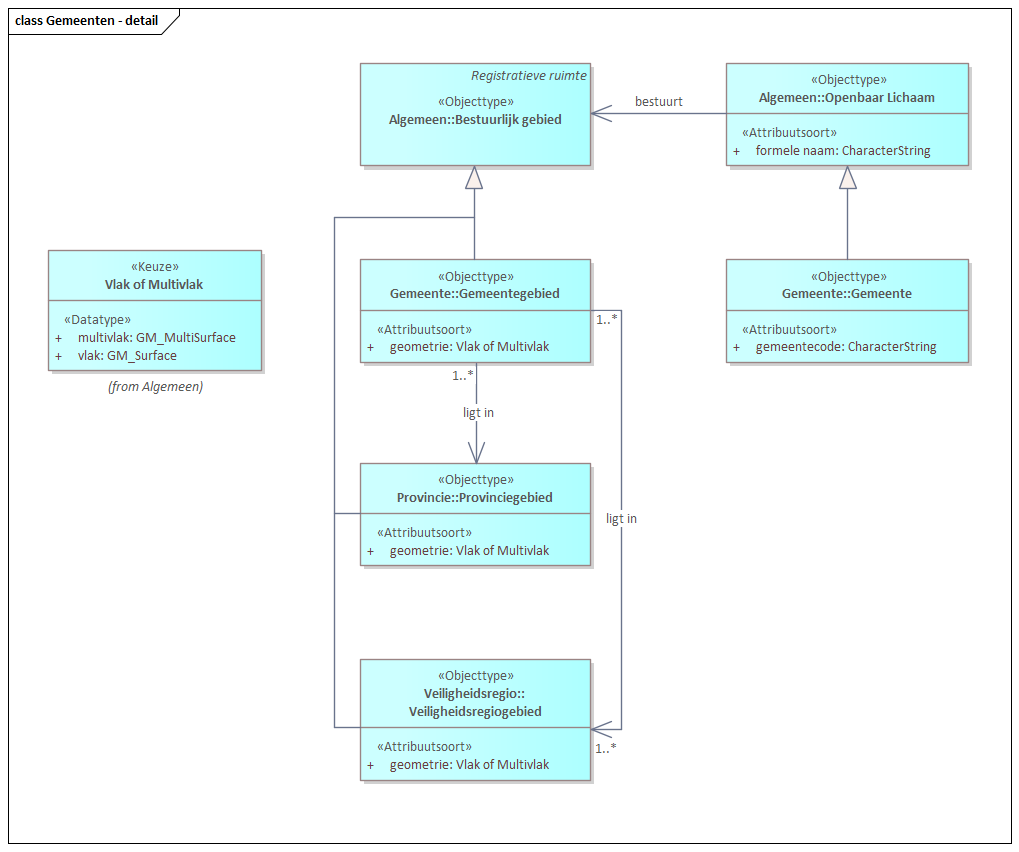 class Gemeenten - detail
Registratieve ruimte
«Objecttype»
Algemeen::Bestuurlijk gebied
bestuurt
«Objecttype»
Algemeen::Openbaar Lichaam
«Attribuutsoort»
+ formele naam: CharacterString
«Keuze»
Vlak of Multivlak
«Datatype»
+ multivlak: GM_MultiSurface
+ vlak: GM_Surface
(from Algemeen)
«Objecttype»
Gemeente::Gemeentegebied
«Attribuutsoort»
+ geometrie: Vlak of Multivlak
1..*
«Objecttype»
Gemeente::Gemeente
«Attribuutsoort»
+ gemeentecode: CharacterString
1..*
ligt in
«Objecttype»
Provincie::Provinciegebied
«Attribuutsoort»
+ geometrie: Vlak of Multivlak
ligt in
«Objecttype»
Veiligheidsregio::
Veiligheidsregiogebied
«Attribuutsoort»
+ geometrie: Vlak of Multivlak
1..*